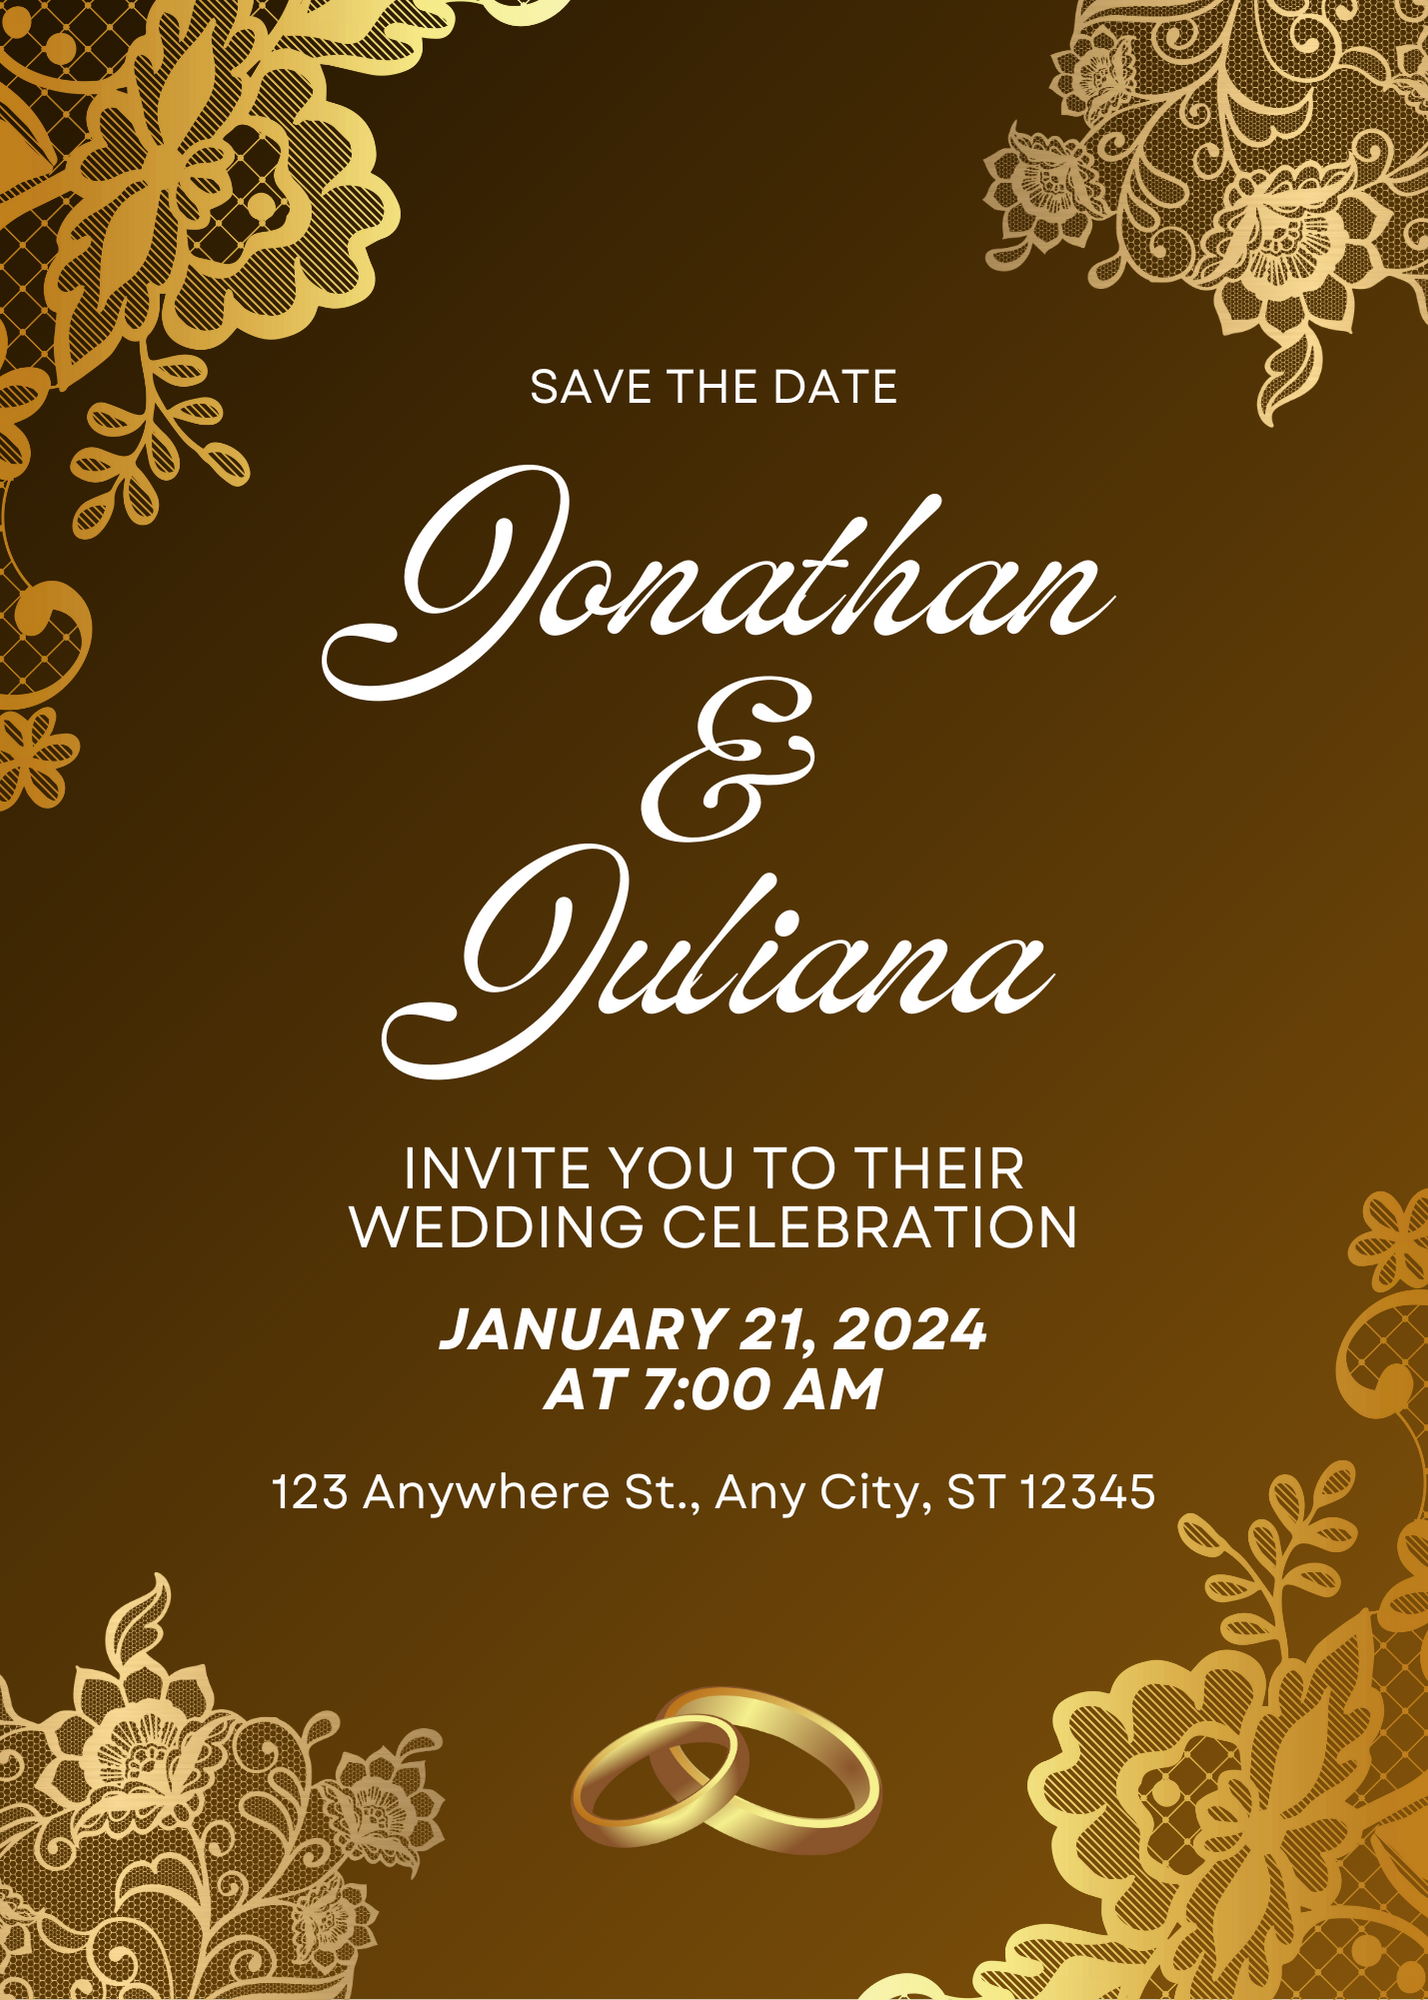 SAVE THE DATE
Jonathan
&
Juliana
INVITE YOU TO THEIR
WEDDING CELEBRATION
JANUARY 21, 2024
AT 7:00 AM
123 Anywhere St., Any City, ST 12345